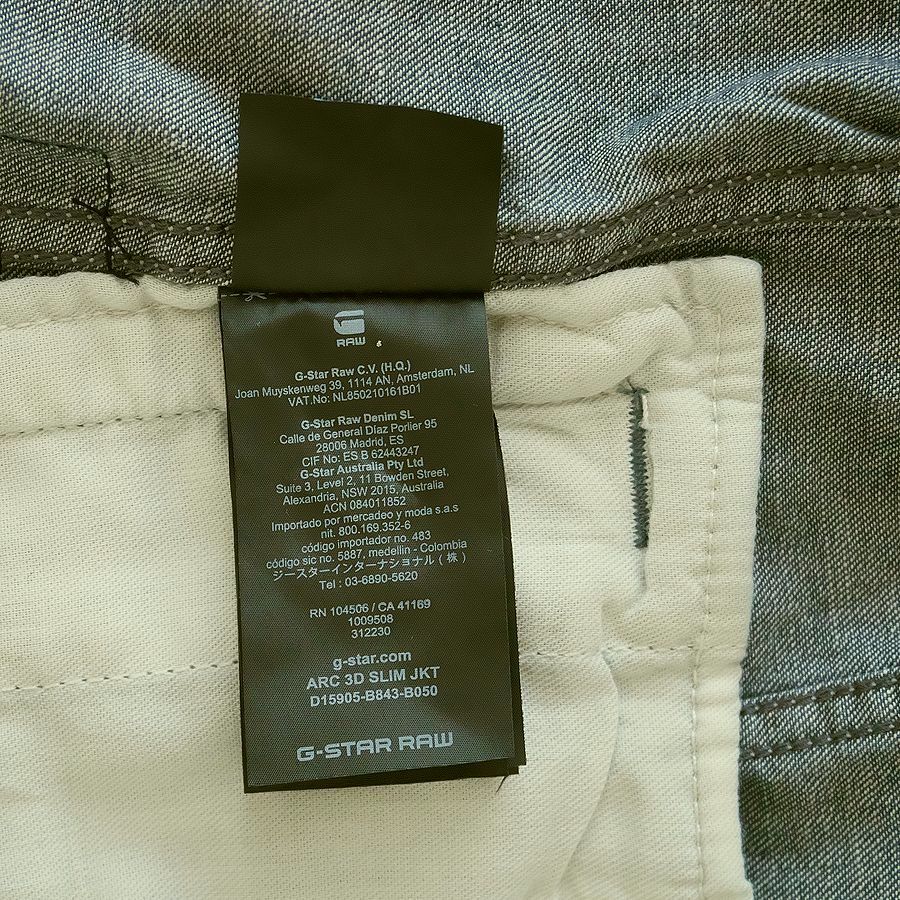 RAW
G-Star Raw C.V. (H.Q.)
Joan Muyskenweg 39, 1114 AN, Amsterdam, NL
VAT.No: NL850210161B01
G-Star Raw Denim SL
Calle de General Díaz Porlier 95
28006 Madrid, ES
CIF No: ES B 62443247
G-Star Australia Pty Ltd
Suite 3, Level 2, 11 Bowden Street,
Alexandria, NSW 2015, Australia
ACN 084011852
Importado por mercadeo y moda s.a.s
nit. 800.169.352-6
código importador no. 483
código sic no. 5887, medellin - Colombia
ジースターインターナショナル(株)
Tel : 03-6890-5620
RN 104506 / CA 41169
1009508
312230
g-star.com
ARC 3D SLIM JKT
D15905-B843-B050
G-STAR RAW